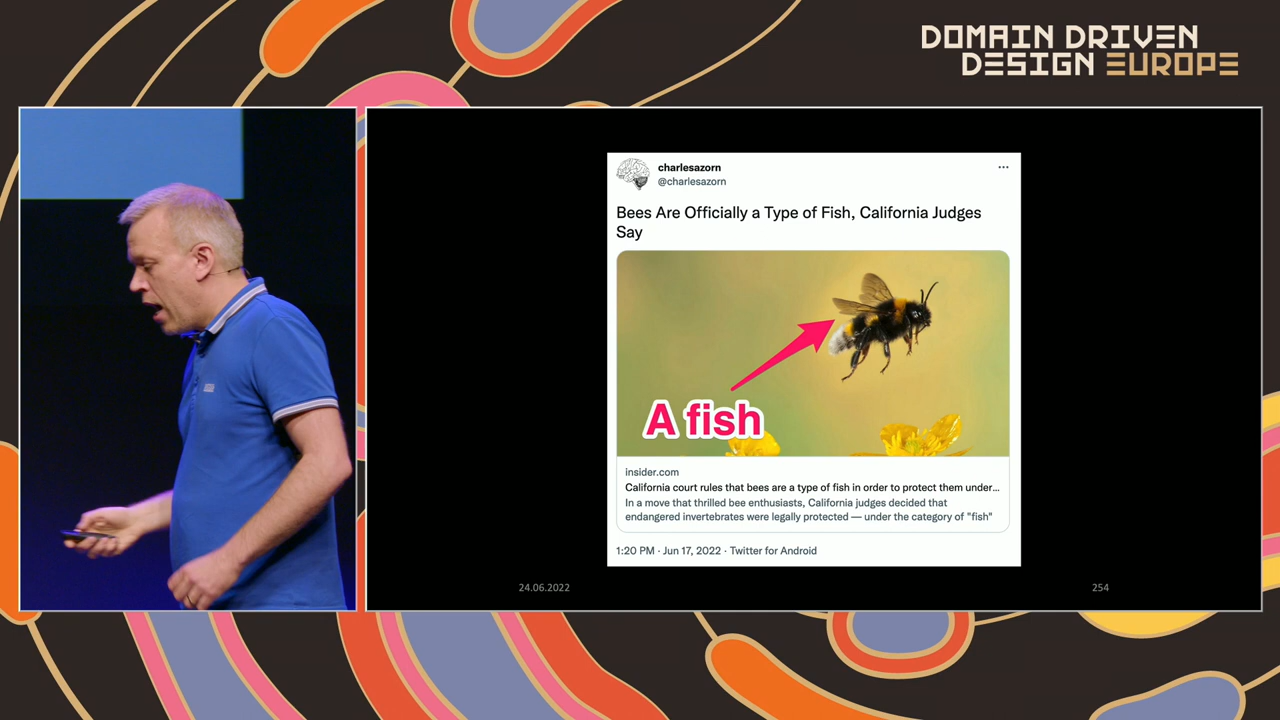 DOMAIN DRIVEN
DESIGN EUROPE
charlesazorn
@charlesazorn
Bees Are Officially a Type of Fish, California Judges
Say
A fish
insider.com
California court rules that bees are a type of fish in order to protect them under...
In a move that thrilled bee enthusiasts, California judges decided that
endangered invertebrates were legally protected — under the category of "fish"
1:20 PM · Jun 17, 2022 · Twitter for Android
24.06.2022
254